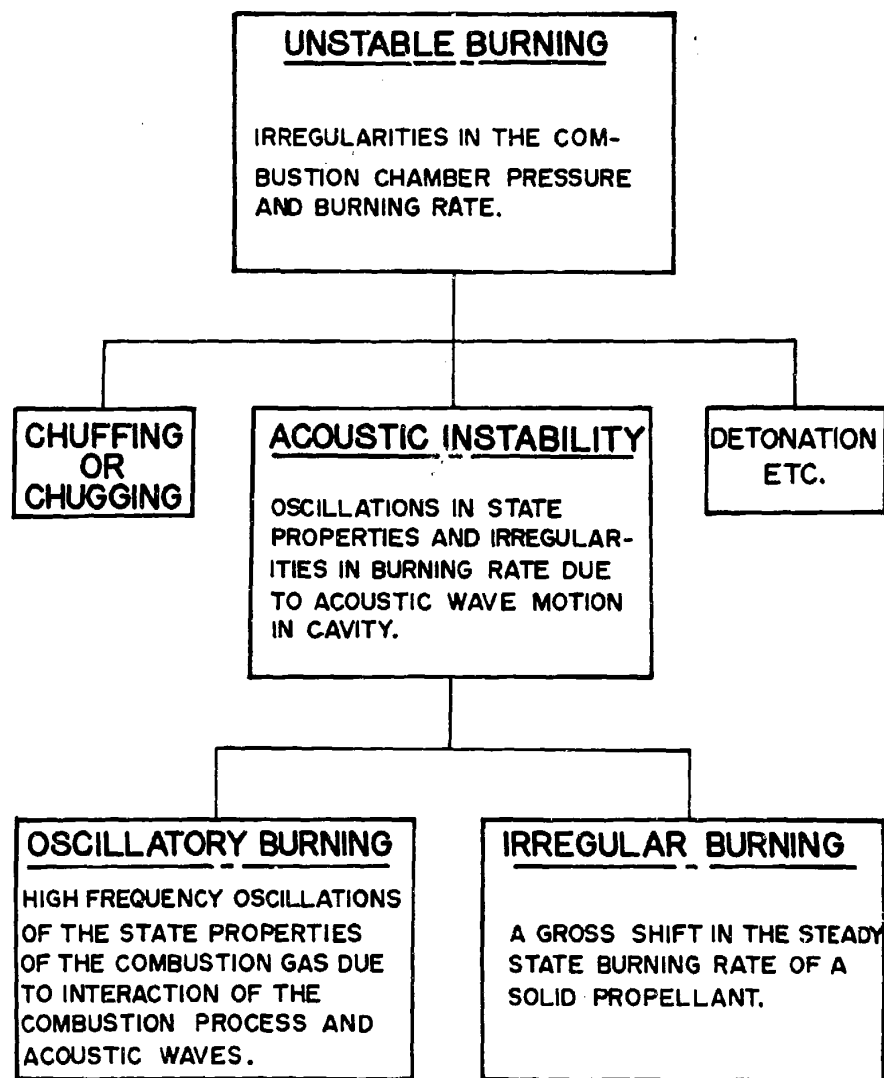 UNSTABLE BURNING
IRREGULARITIES IN THE COM-
BUSTION CHAMBER PRESSURE
AND BURNING RATE.
CHUFFING
OR
CHUGGING
ACOUSTIC INSTABILITY
OSCILLATIONS IN STATE
PROPERTIES AND IRREGULAR-
ITIES IN BURNING RATE DUE
TO ACOUSTIC WAVE MOTION
IN CAVITY.
DETONATION
ETC.
OSCILLATORY BURNING
HIGH FREQUENCY OSCILLATIONS
OF THE STATE PROPERTIES
OF THE COMBUSTION GAS DUE
TO INTERACTION OF THE
COMBUSTION PROCESS AND
ACOUSTIC WAVES.
IRREGULAR BURNING
A GROSS SHIFT IN THE STEADY
STATE BURNING RATE OF A
SOLID PROPELLANT.